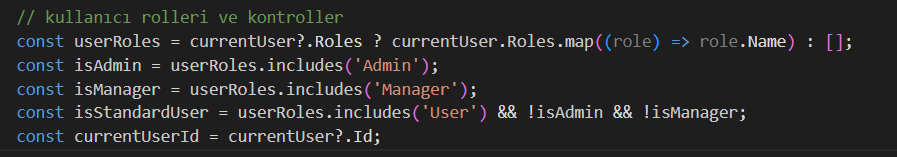 // kullanıcı rolleri ve kontroller
const userRoles = currentUser?.Roles ? currentUser.Roles.map((role) => role.Name) : [];
const isAdmin = userRoles.includes('Admin');
const isManager = userRoles.includes('Manager');
const isStandardUser = userRoles.includes('User') && !isAdmin && !isManager;
const currentUserId = currentUser?.Id;